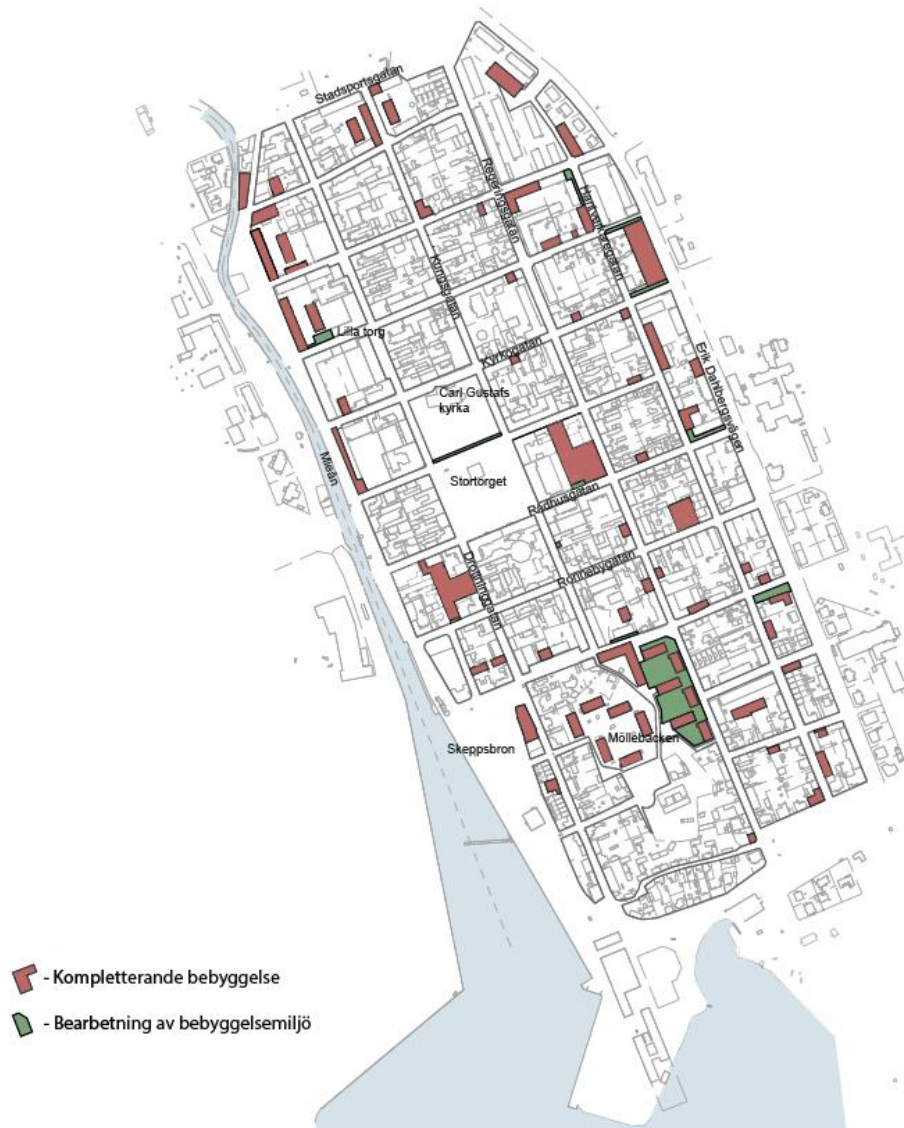 Stadsportsgatan
Regeringsgatan
Hantverkaregatan
Kungsgatan
Lilla torg
Kyrkogatan
Erik Dahlbergsvägen
Carl Gustafs
kyrka
Mieån
Stortorget
Rådhusgatan
Drottninggatan
Ronnebygatan
Skeppsbron
Möllebacken
- Kompletterande bebyggelse
- Bearbetning av bebyggelsemiljö